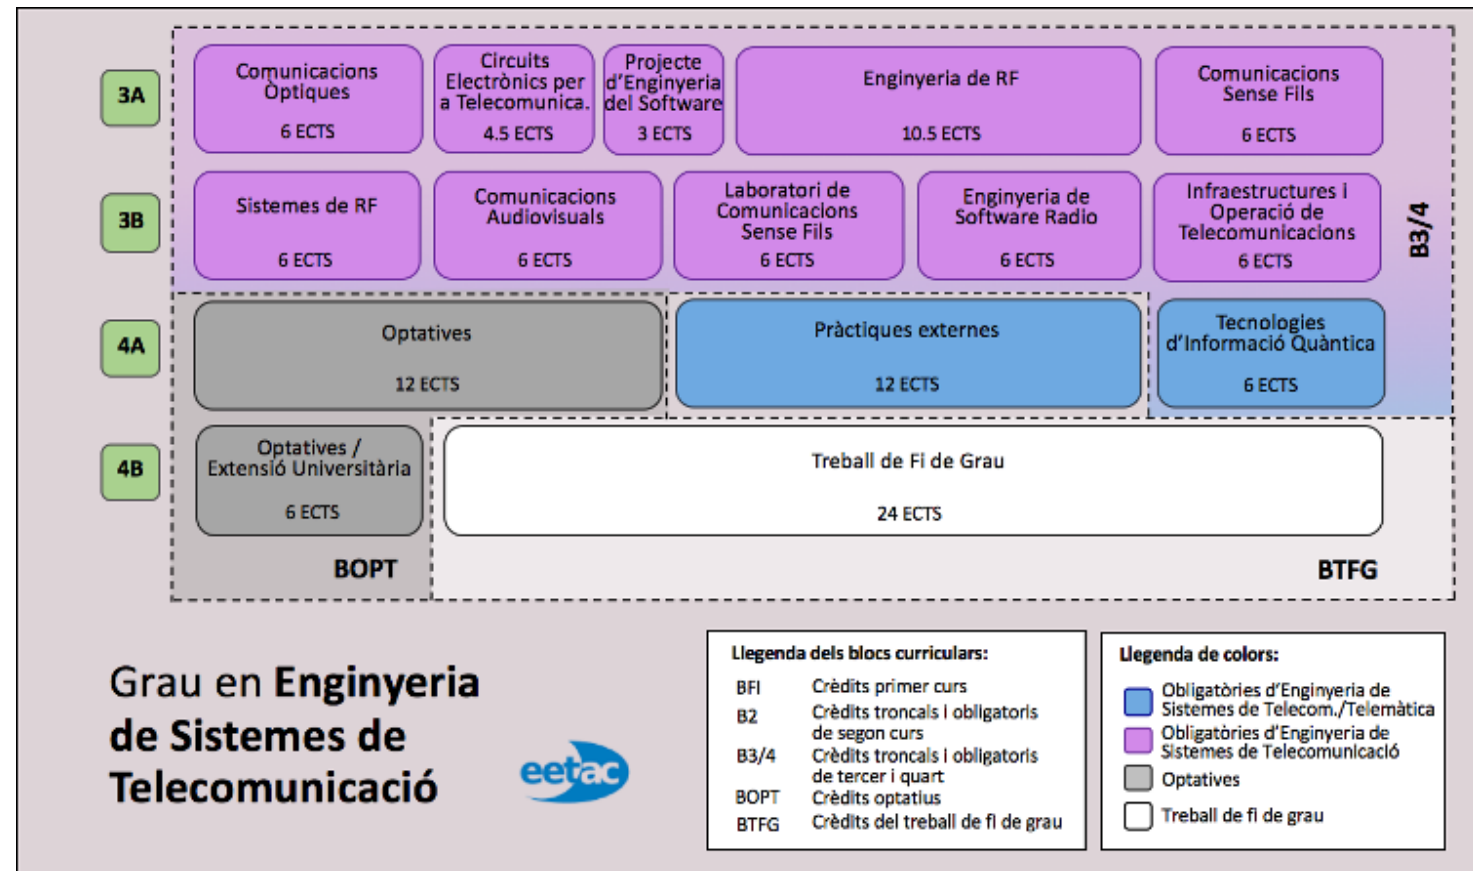 3A
Comunicacions
Òptiques
6 ECTS
Circuits
Electrònics per
a Telecomunica.
4.5 ECTS
Projecte
d'Enginyeria
del Software
3 ECTS
Enginyeria de RF
10.5 ECTS
Comunicacions
Sense Fils
6 ECTS
3B
Sistemes de RF
6 ECTS
Comunicacions
Audiovisuals
6 ECTS
Laboratori de
Comunicacions
Sense Fils
6 ECTS
Enginyeria de
Software Radio
6 ECTS
Infraestructures i
Operació de
Telecomunicacions
6 ECTS
B3/4
4A
Optatives
12 ECTS
Pràctiques externes
12 ECTS
Tecnologies
d'Informació Quàntica
6 ECTS
4B
Optatives /
Extensió Universitària
6 ECTS
Treball de Fi de Grau
24 ECTS
BOPT
BTFG
Grau en Enginyeria
de Sistemes de
Telecomunicació
eetac
Llegenda dels blocs curriculars:
BFI Crèdits primer curs
B2 Crèdits troncals i obligatoris
de segon curs
B3/4 Crèdits troncals i obligatoris
de tercer i quart
BOPT Crèdits optatius
BTFG Crèdits del treball de fi de grau
Llegenda de colors:
Obligatòries d'Enginyeria de
Sistemes de Telecom./Telemàtica
Obligatòries d'Enginyeria de
Sistemes de Telecomunicació
Optatives
Treball de fi de grau